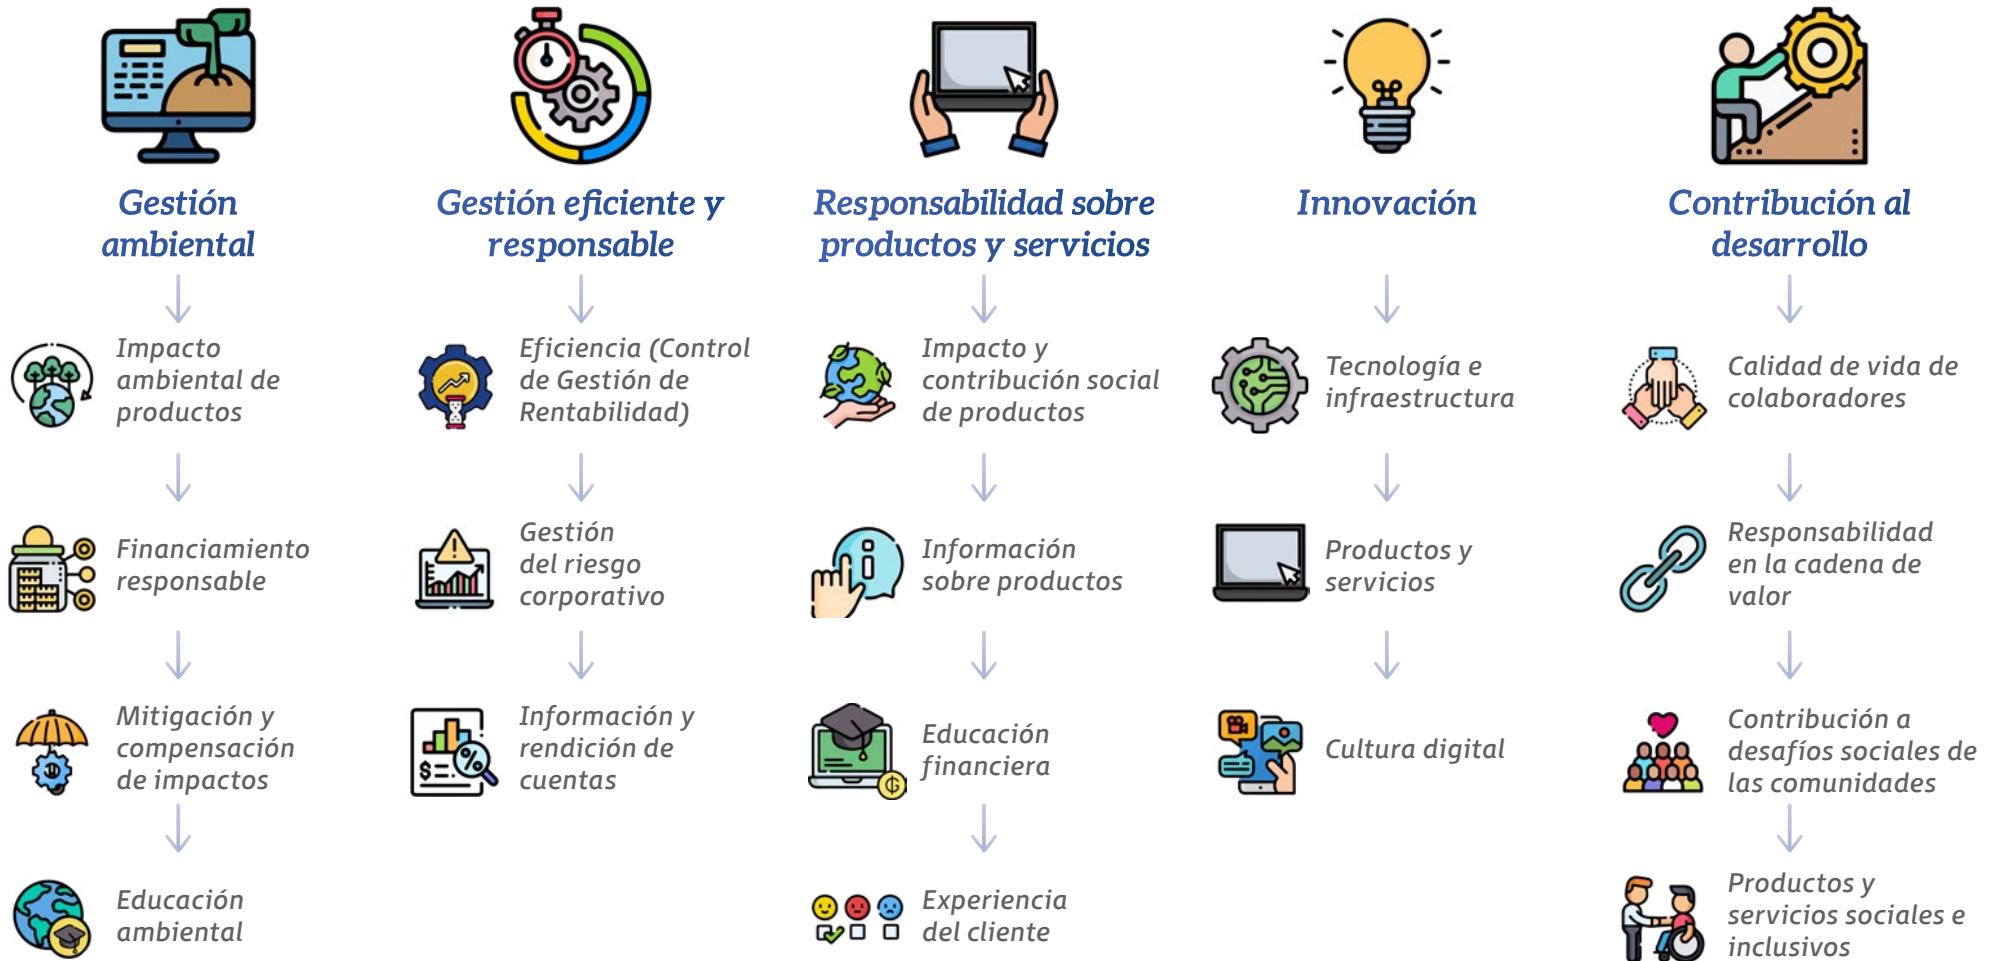 Gestión
ambiental
Impacto
ambiental de
productos
Financiamiento
responsable
Mitigación y
compensación
de impactos
Educación
ambiental
Gestión eficiente y
responsable
Eficiencia (Control
de Gestión de
Rentabilidad)
Gestión
del riesgo
corporativo
Información y
rendición de
cuentas
Responsabilidad sobre
productos y servicios
Impacto y
contribución social
de productos
Información
sobre productos
Educación
financiera
Experiencia
del cliente
Innovación
Tecnología e
infraestructura
Productos y
servicios
Cultura digital
Contribución al
desarrollo
Calidad de vida de
colaboradores
Responsabilidad
en la cadena de
valor
Contribución a
desafíos sociales de
las comunidades
Productos y
servicios sociales e
inclusivos